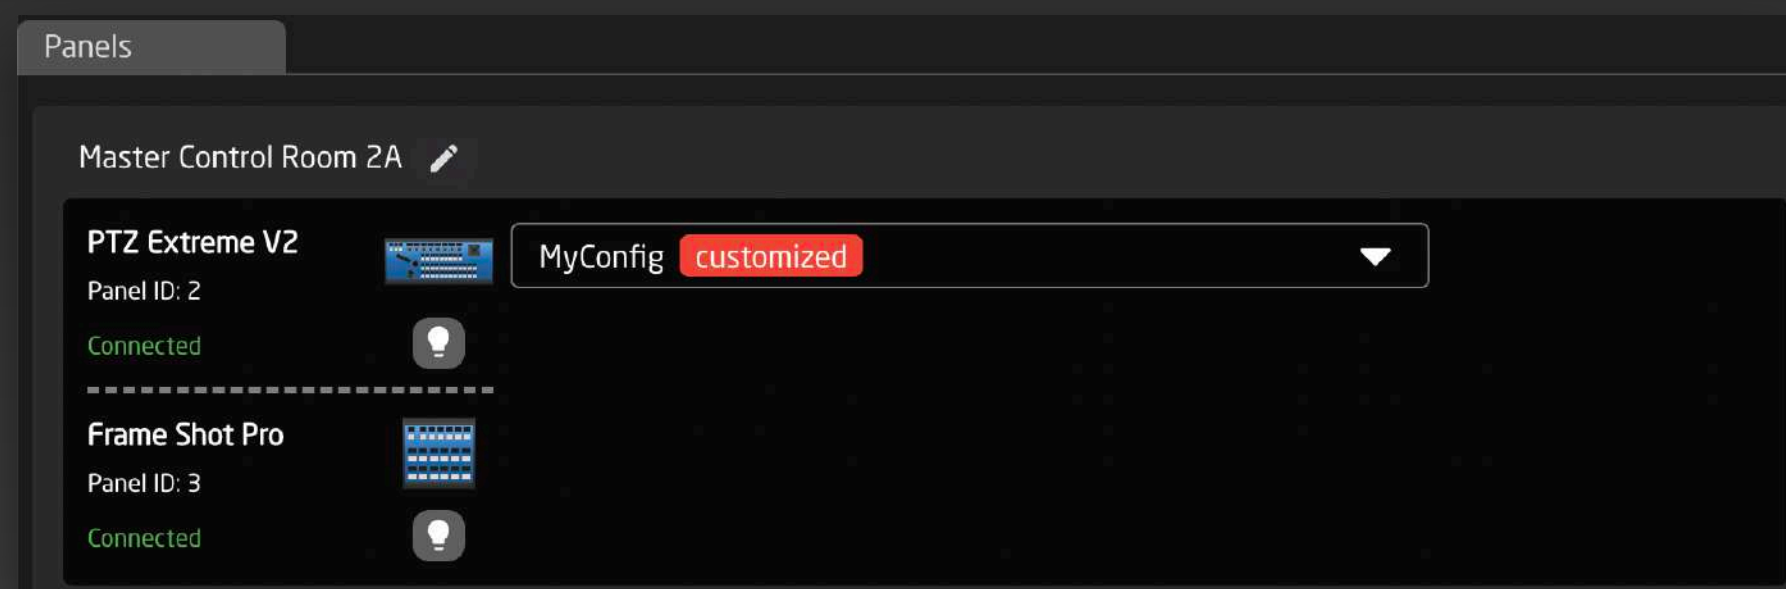 Panels
Master Control Room 2A
PTZ Extreme V2
MyConfig customized
Panel ID: 2
Connected
Frame Shot Pro
Panel ID: 3
Connected